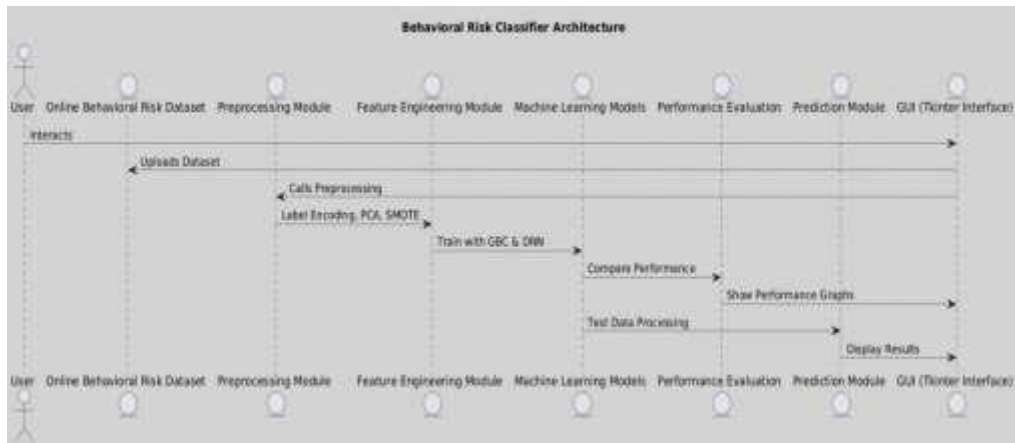 Behavioral Risk Classifier Architecture
User Online Behavioral Risk Dataset Preprocessing Module Feature Engineering Module Machine Learning Models Performance Evaluation Prediction Module GUI (Tkinter Interface)
Interacts
Uploads Dataset
Calls Preprocessing
Label Encoding, PCA, SMOTE
Train with GBC & DNN
Compare Performance
Show Performance Graphs
Test Data Processing
Display Results
User Online Behavioral Risk Dataset Preprocessing Module Feature Engineering Module Machine Learning Models Performance Evaluation Prediction Module GUI (Tkinter Interface)